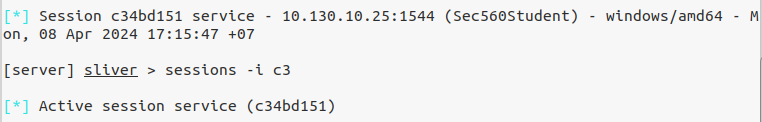 [*] Session c34bd151 service - 10.130.10.25:1544 (Sec560Student) - windows/amd64 - M
on, 08 Apr 2024 17:15:47 +07
[server] sliver > sessions -i c3
[*] Active session service (c34bd151)